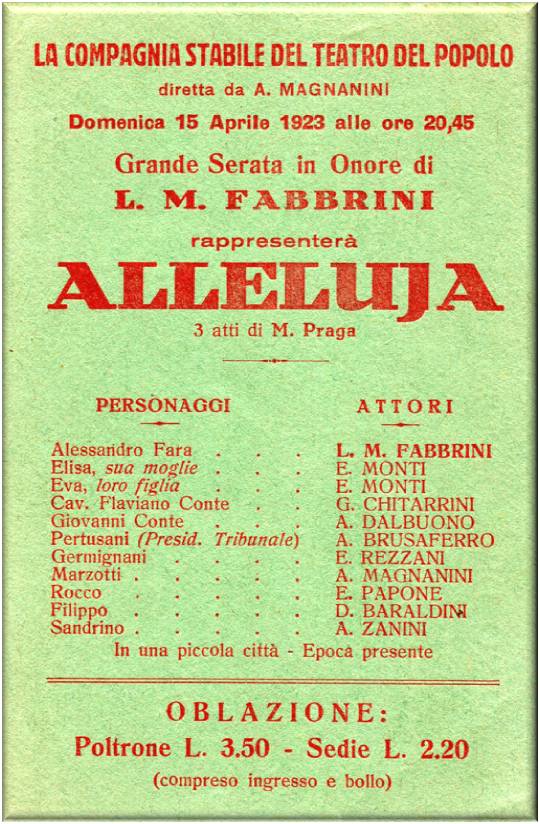 LA COMPAGNIA STABILE DEL TEATRO DEL POPOLO
diretta da A. MAGNANINI
Domenica 15 Aprile 1923 alle ore 20,45
Grande Serata in Onore di
L. M. FABBRINI
rappresenterà
ALLELUJA
3 atti di M. Praga
PERSONAGGI ATTORI
Alessandro Fara . . . L. M. FABBRINI
Elisa, sua moglie . . . E. MONTI
Eva, loro figlia . . . E. MONTI
Cav. Flaviano Conte . . G. CHITARRINI
Giovanni Conte . . . A. DALBUONO
Pertusani (Presid. Tribunale) A. BRUSAFERRO
Germignani . . . . E. REZZANI
Marzotti . . . . . A. MAGNANINI
Rocco . . . . . E. PAPONE
Filippo . . . . . D. BARALDINI
Sandrino . . . . . A. ZANINI
In una piccola città - Epoca presente
OBLAZIONE:
Poltrone L. 3.50 - Sedie L. 2.20
(compreso ingresso e bollo)